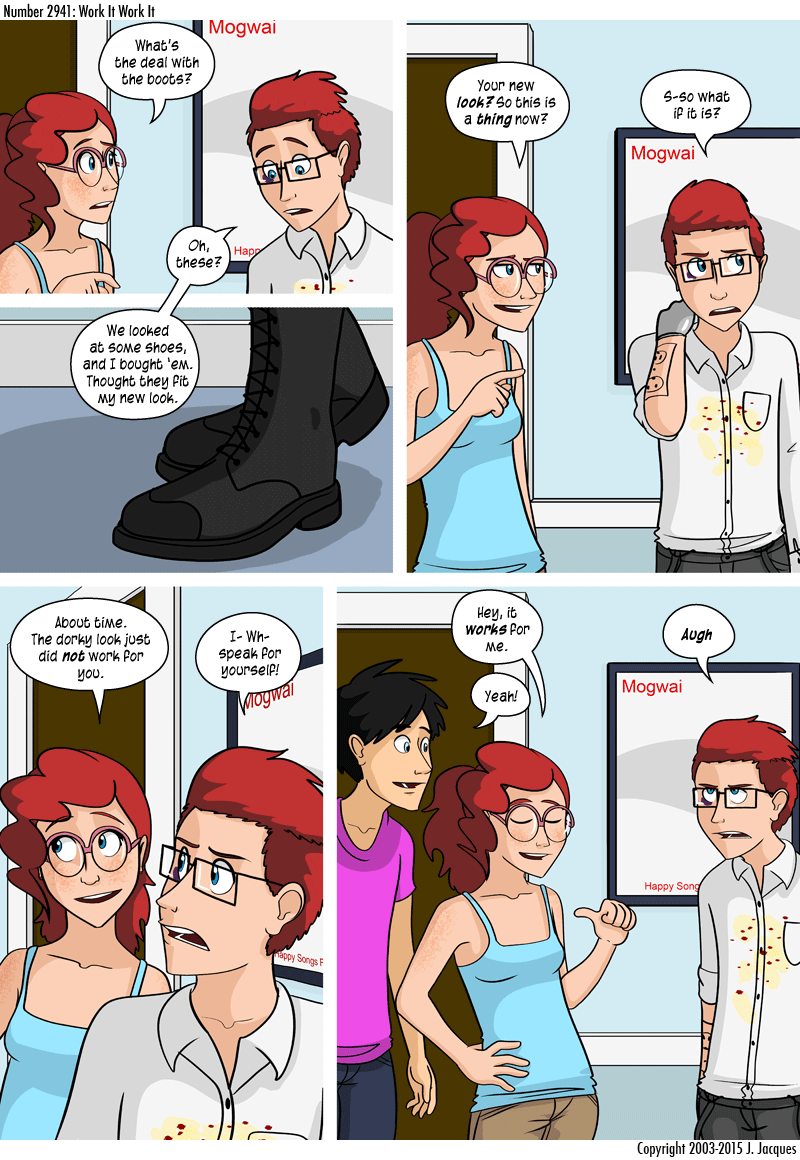 Number 2941: Work It Work It
What's
the deal with
the boots?
Mogwai
Oh,
these?
Happ
We looked
at some shoes,
and I bought 'em.
Thought they fit
my new look.
Your new
look? So this is
a thing now?
S-so what
if it is?
Mogwai
About time.
The dorky look just
did not work for
you.
I- Wh-
speak for
yourself!
Mogwai
Happy Songs F
Hey, it
works for
me.
Yeah!
Augh
Mogwai
Happy Song
Copyright 2003-2015 J. Jacques